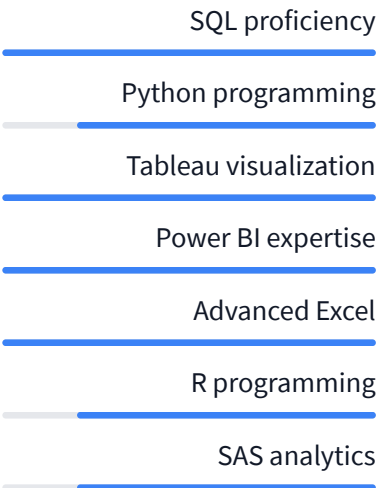 SQL proficiency
Python programming
Tableau visualization
Power BI expertise
Advanced Excel
R programming
SAS analytics